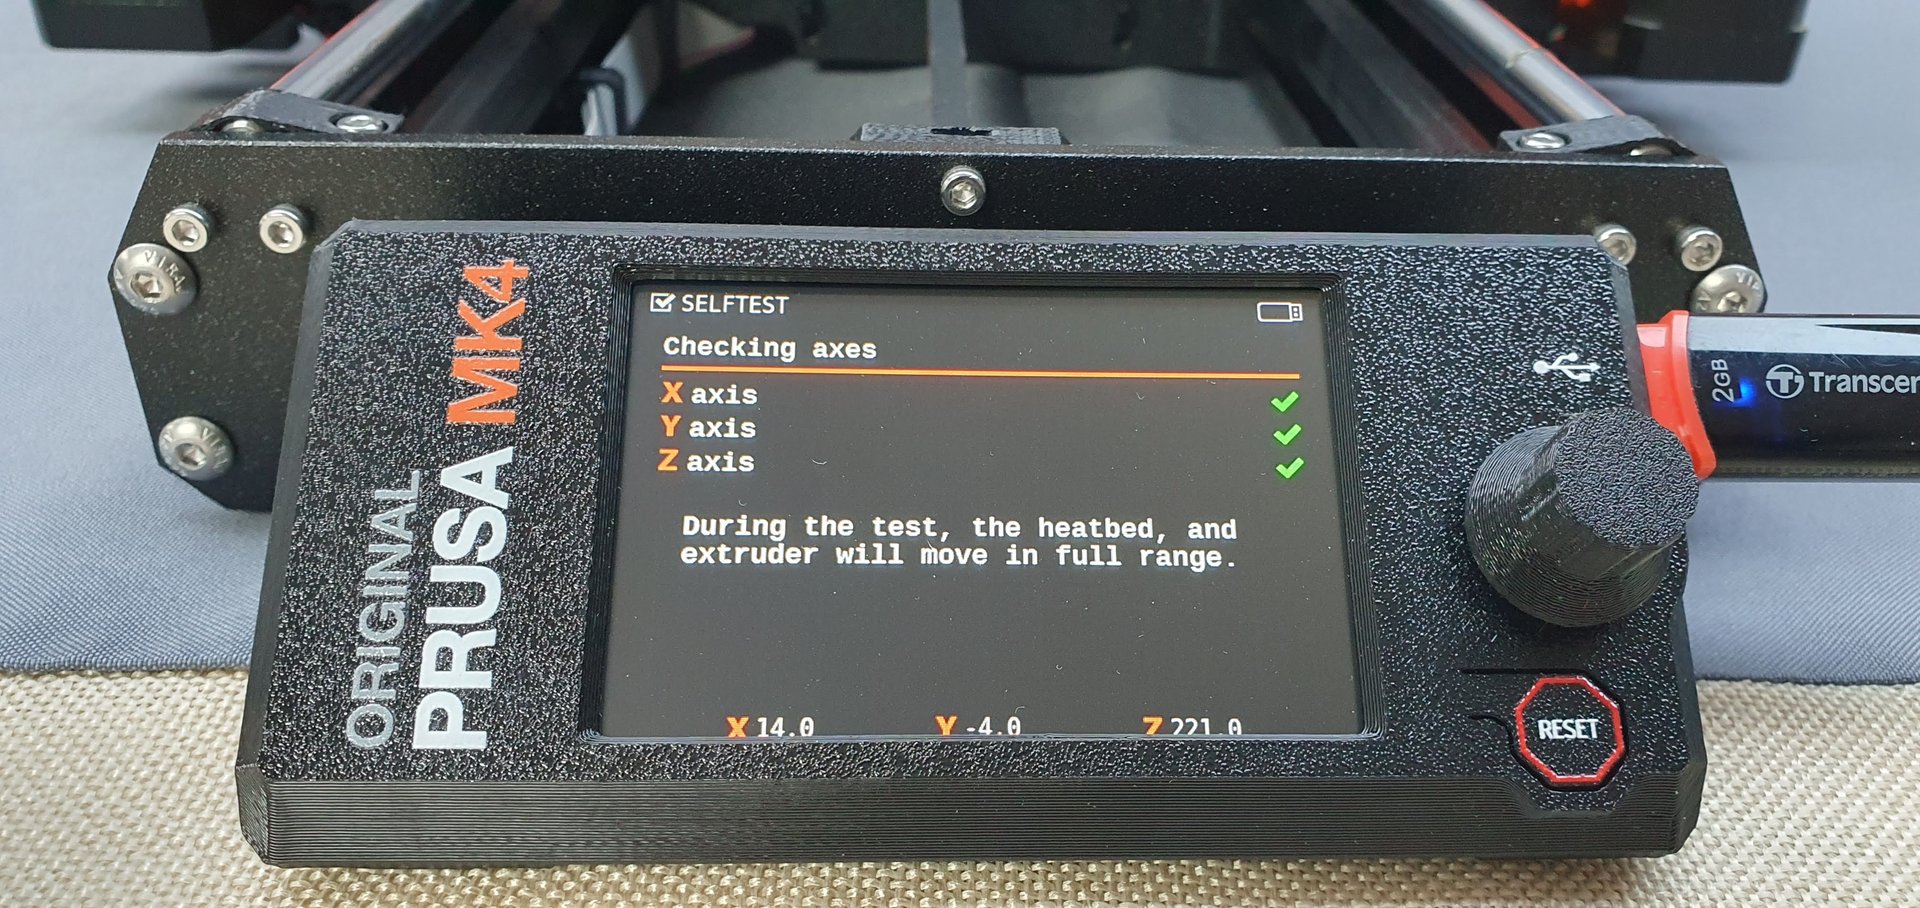 ORIGINAL
PRUSA MK4
SELFTEST
Checking axes
X axis
Y axis
Z axis
During the test, the heatbed, and
extruder will move in full range.
X 14.0 Y -4.0 Z 221.0
2GB
Transcen
RESET